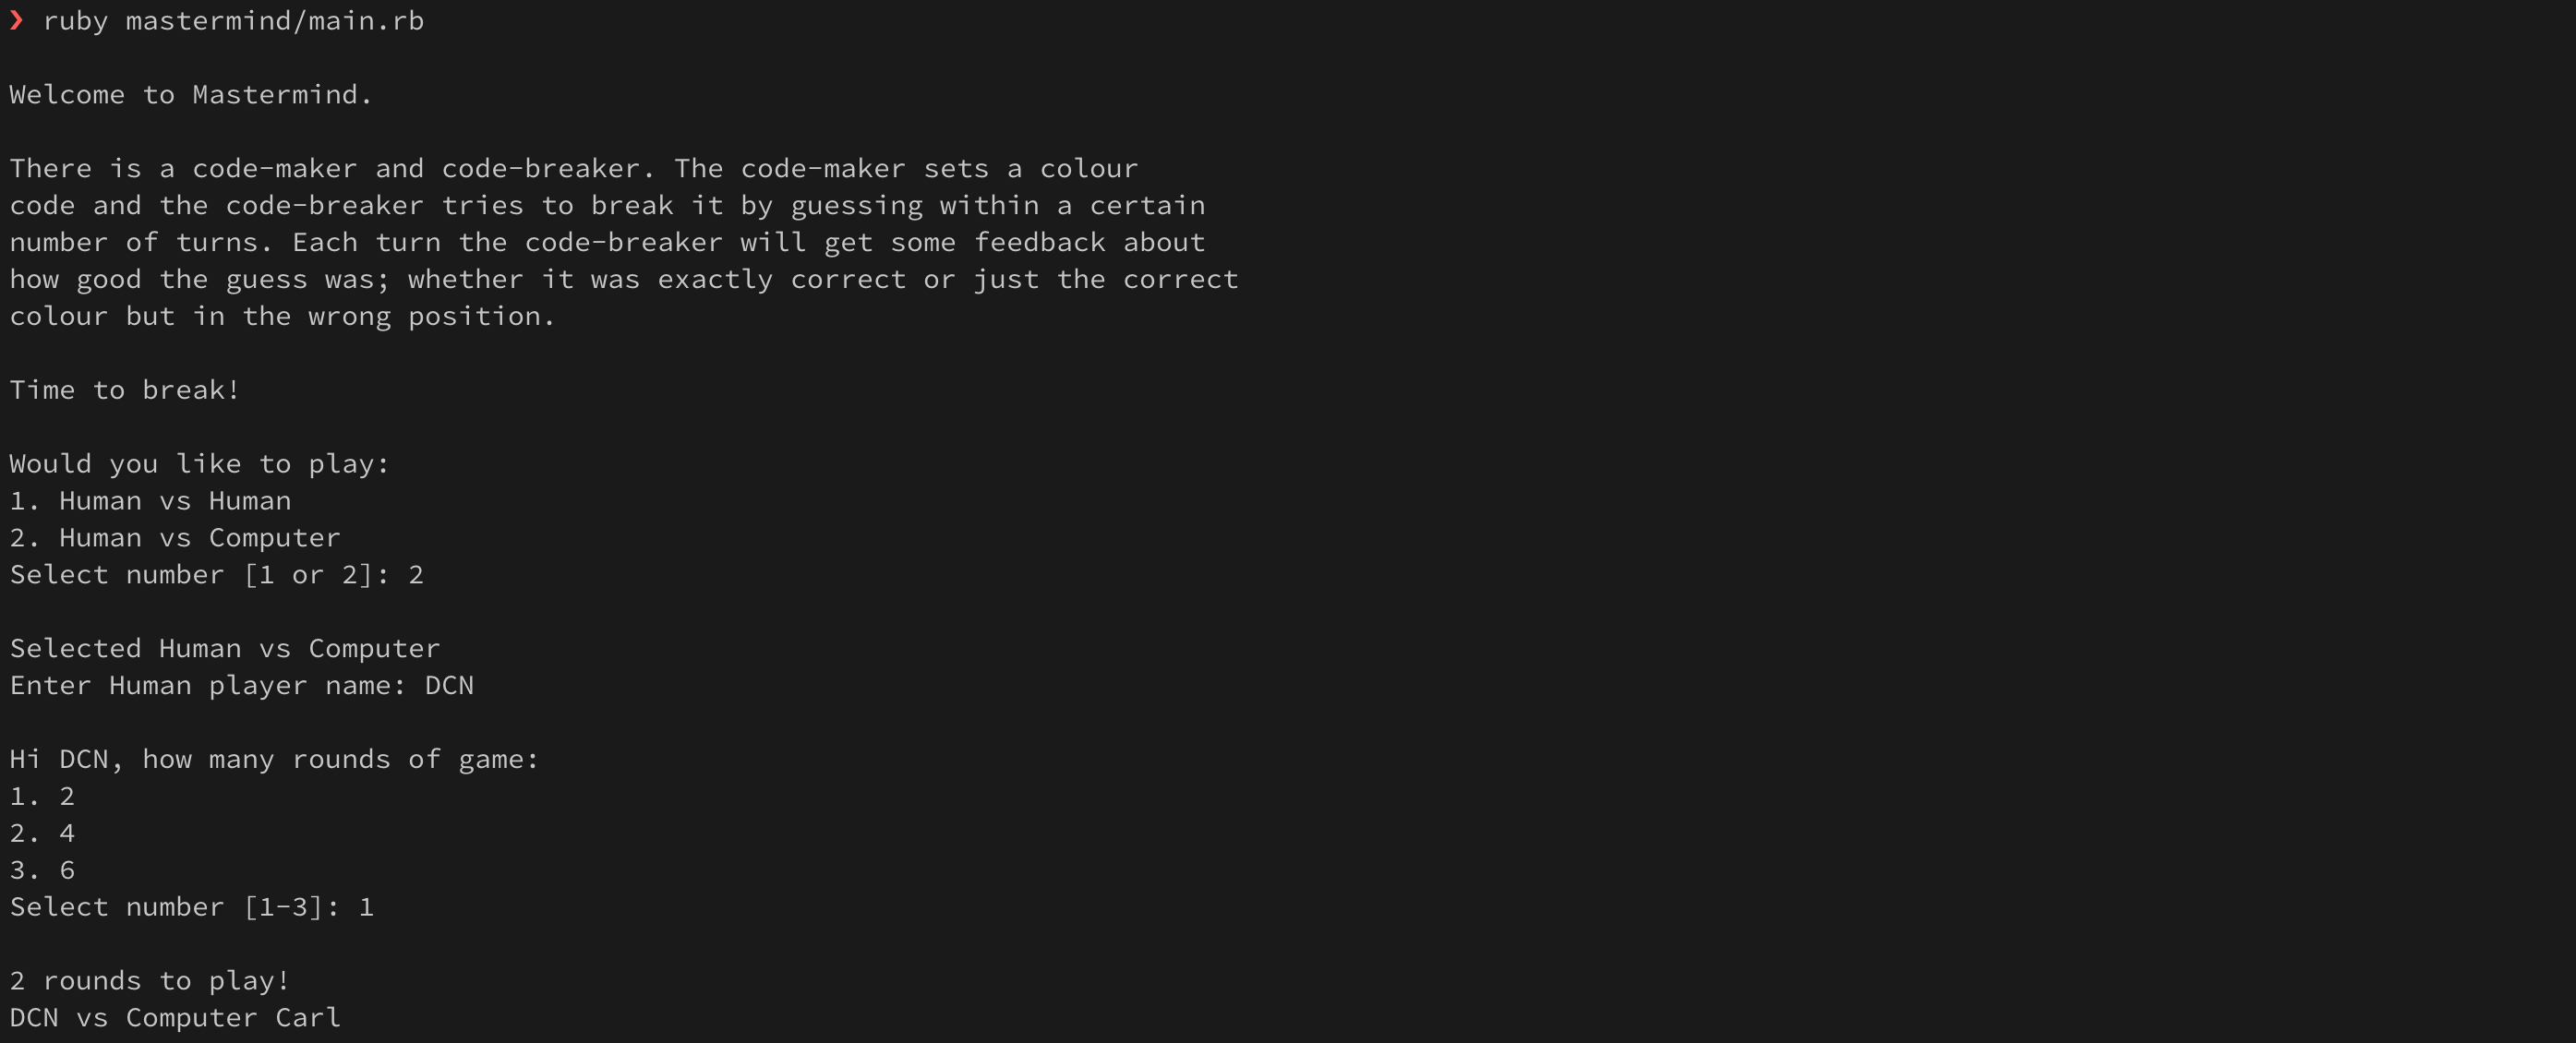 ❯ ruby mastermind/main.rb
Welcome to Mastermind.
There is a code-maker and code-breaker. The code-maker sets a colour
code and the code-breaker tries to break it by guessing within a certain
number of turns. Each turn the code-breaker will get some feedback about
how good the guess was; whether it was exactly correct or just the correct
colour but in the wrong position.
Time to break!
Would you like to play:
1. Human vs Human
2. Human vs Computer
Select number [1 or 2]: 2
Selected Human vs Computer
Enter Human player name: DCN
Hi DCN, how many rounds of game:
1. 2
2. 4
3. 6
Select number [1-3]: 1
2 rounds to play!
DCN vs Computer Carl